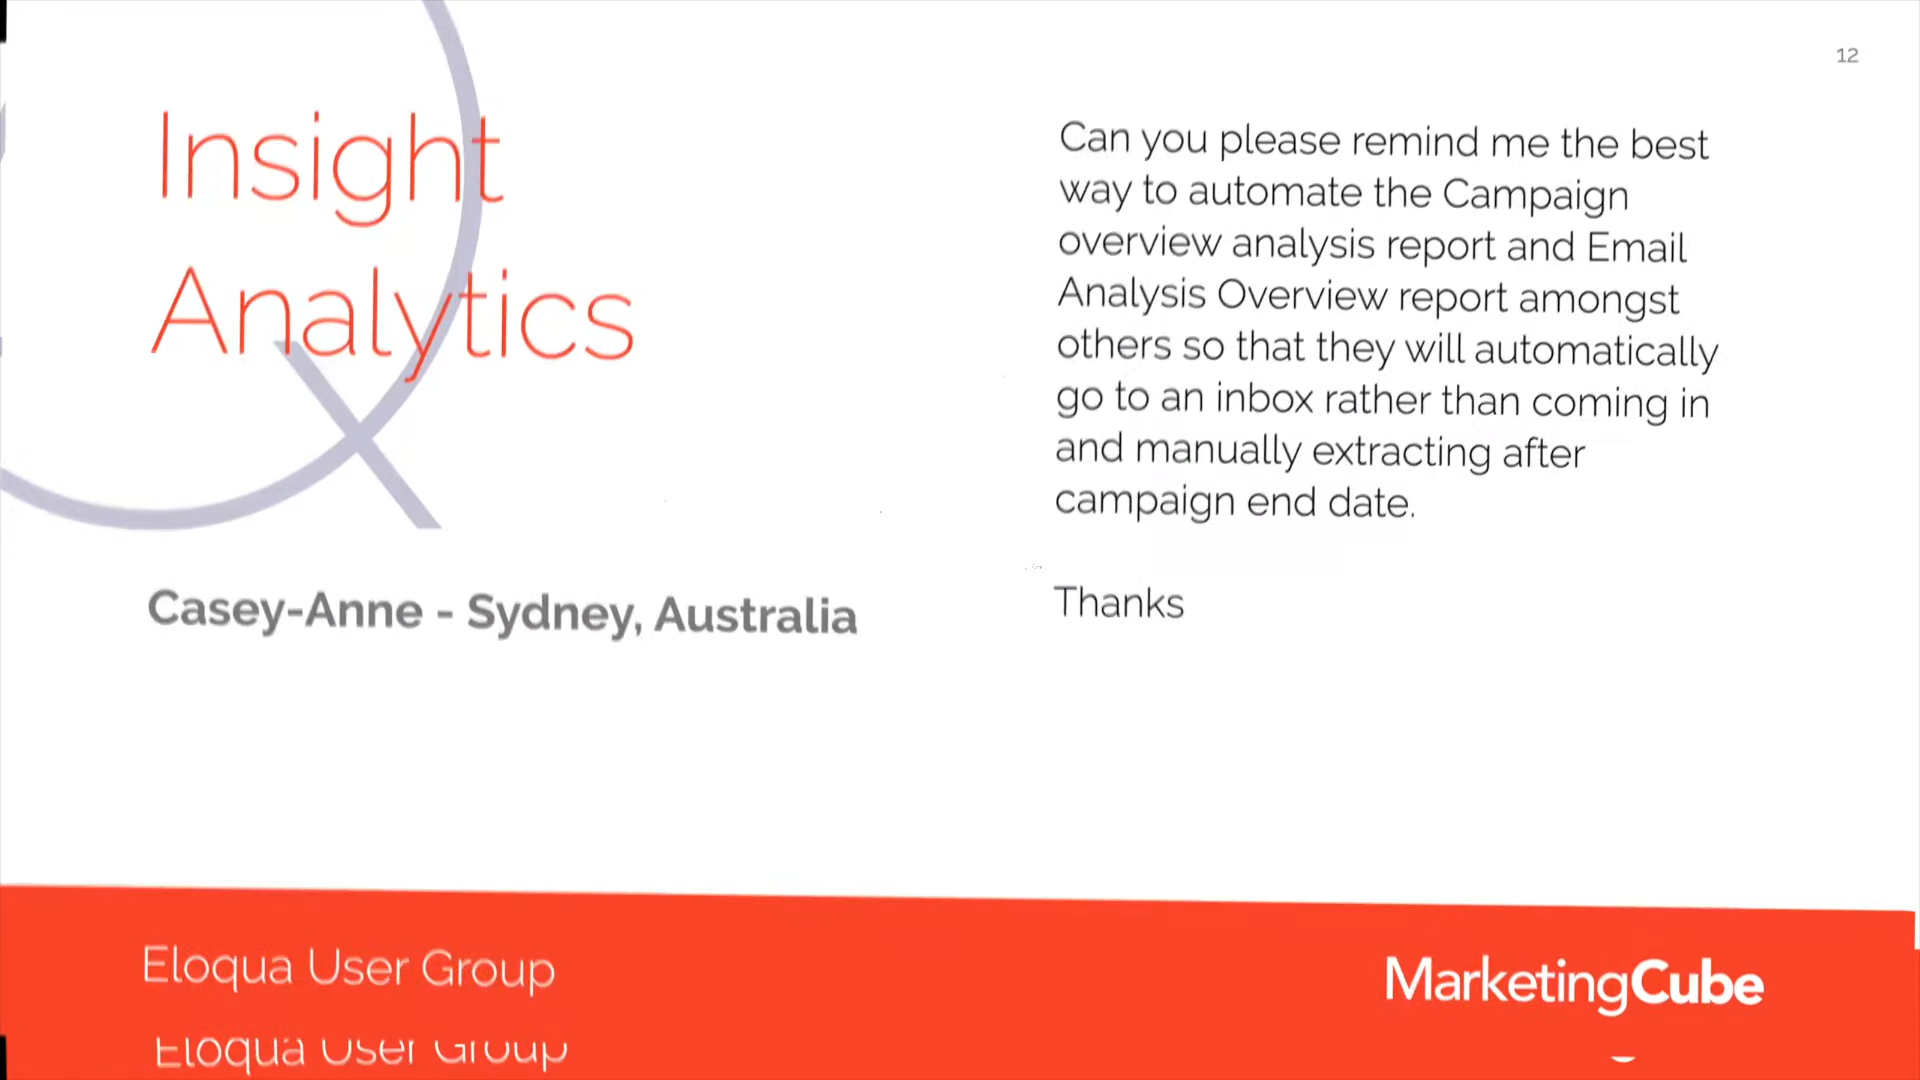 12
Insight
Analytics
Casey-Anne - Sydney, Australia
Can you please remind me the best
way to automate the Campaign
overview analysis report and Email
Analysis Overview report amongst
others so that they will automatically
go to an inbox rather than coming in
and manually extracting after
campaign end date.
Thanks
Eloqua User Group
MarketingCube
Eloqua User Group